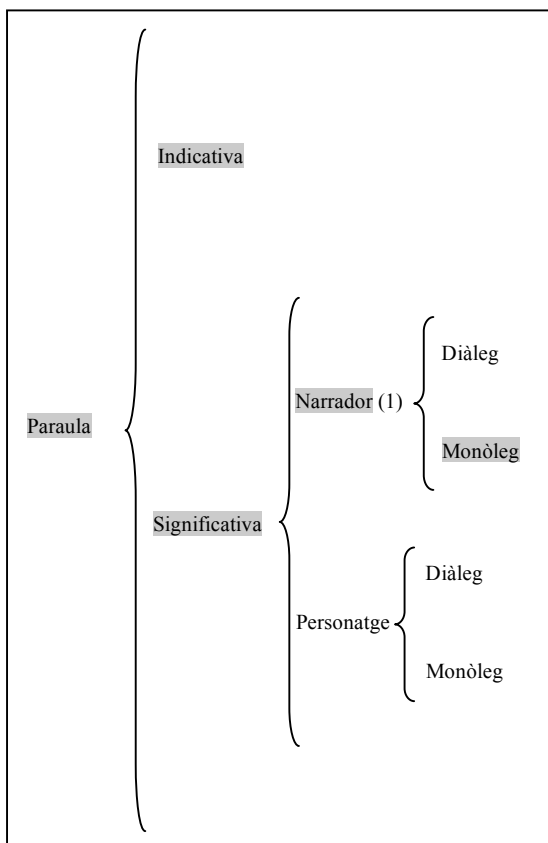 Indicativa
Diàleg
Narrador (1)
Paraula
Monòleg
Significativa
Diàleg
Personatge
Monòleg